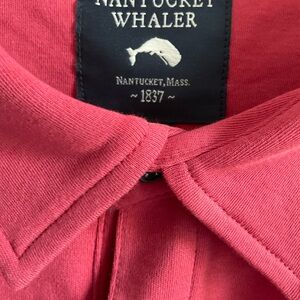 NANTUCKET
WHALER
NANTUCKET, MASS.
~ 1837 ~